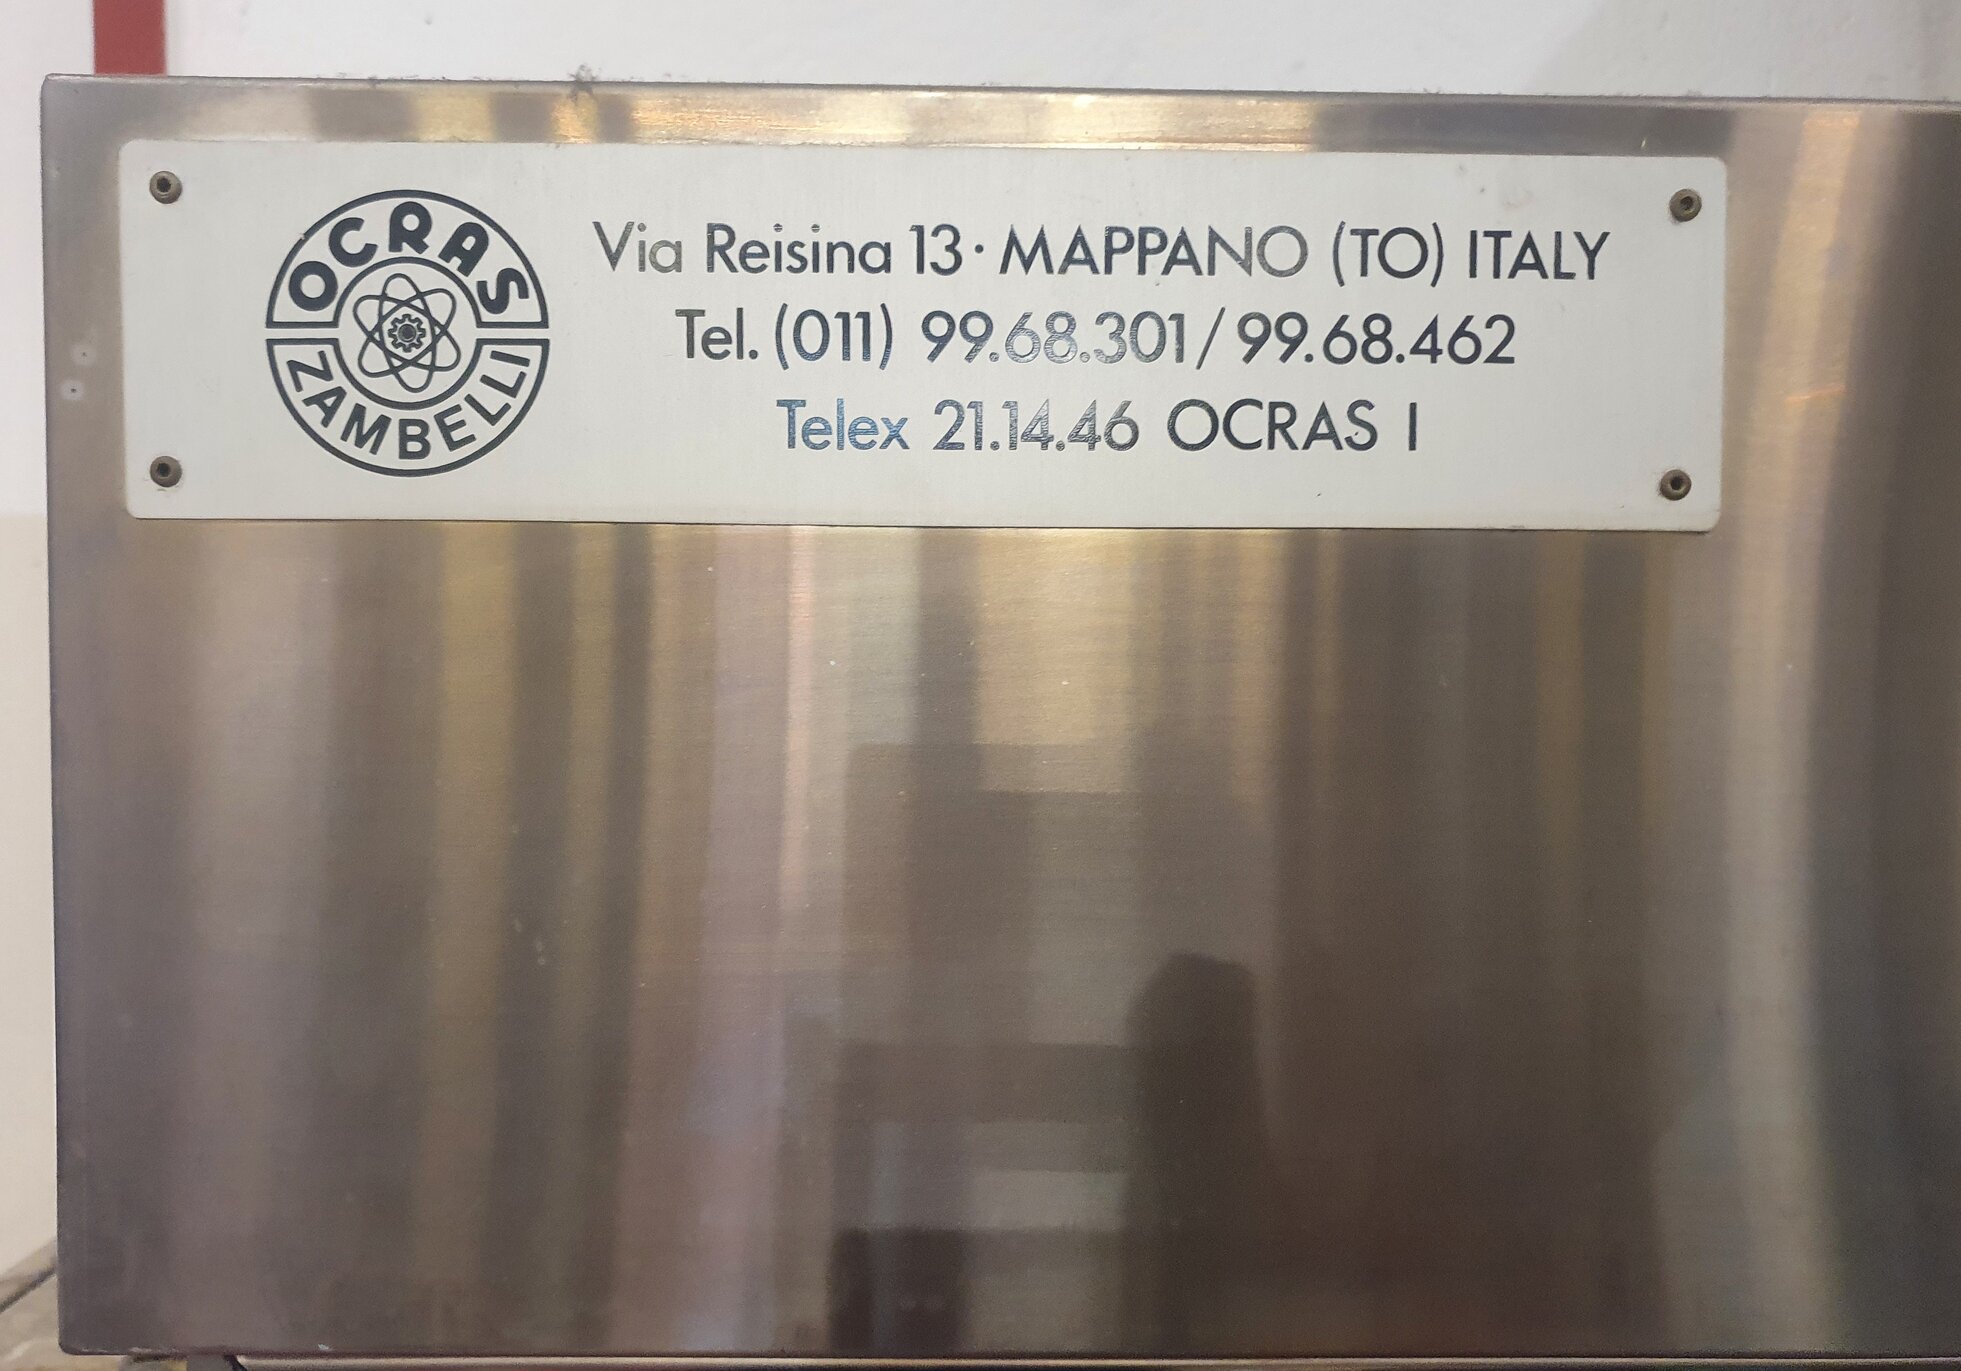 OCRAS
ZAMBELLI
Via Reisina 13 · MAPPANO (TO) ITALY
Tel. (011) 99.68.301/99.68.462
Telex 21.14.46 OCRAS I